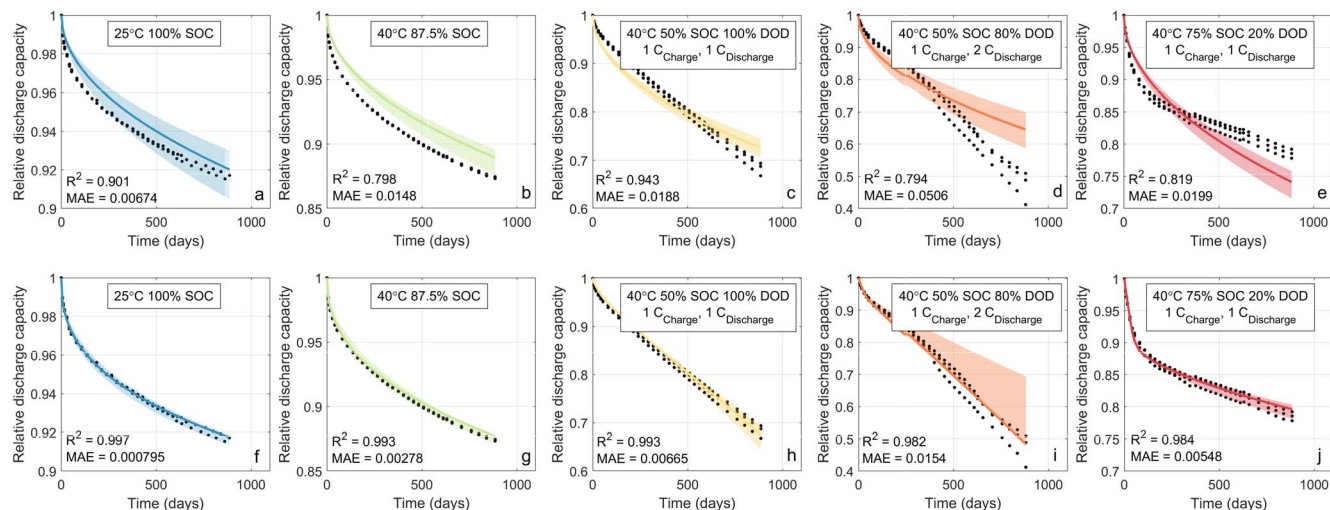 Relative discharge capacity
1
0.98
0.96
0.94
0.92
0.9
25°C 100% SOC
R² = 0.901
MAE = 0.00674
a
0
500
1000
Time (days)
Relative discharge capacity
1
0.95
0.9
0.85
40°C 87.5% SOC
R² = 0.798
MAE = 0.0148
b
0
500
1000
Time (days)
Relative discharge capacity
1
0.9
0.8
0.7
0.6
40°C 50% SOC 100% DOD
1 C_Charge, 1 C_Discharge
R² = 0.943
MAE = 0.0188
c
0
500
1000
Time (days)
Relative discharge capacity
1
0.9
0.8
0.7
0.6
0.5
0.4
40°C 50% SOC 80% DOD
1 C_Charge, 2 C_Discharge
R² = 0.794
MAE = 0.0506
d
0
500
1000
Time (days)
Relative discharge capacity
1
0.95
0.9
0.85
0.8
0.75
0.7
40°C 75% SOC 20% DOD
1 C_Charge, 1 C_Discharge
R² = 0.819
MAE = 0.0199
e
0
500
1000
Time (days)
Relative discharge capacity
1
0.98
0.96
0.94
0.92
0.9
25°C 100% SOC
R² = 0.997
MAE = 0.000795
f
0
500
1000
Time (days)
Relative discharge capacity
1
0.95
0.9
0.85
40°C 87.5% SOC
R² = 0.993
MAE = 0.00278
g
0
500
1000
Time (days)
Relative discharge capacity
1
0.9
0.8
0.7
0.6
40°C 50% SOC 100% DOD
1 C_Charge, 1 C_Discharge
R² = 0.993
MAE = 0.00665
h
0
500
1000
Time (days)
Relative discharge capacity
1
0.9
0.8
0.7
0.6
0.5
0.4
40°C 50% SOC 80% DOD
1 C_Charge, 2 C_Discharge
R² = 0.982
MAE = 0.0154
i
0
500
1000
Time (days)
Relative discharge capacity
1
0.95
0.9
0.85
0.8
0.75
0.7
40°C 75% SOC 20% DOD
1 C_Charge, 1 C_Discharge
R² = 0.984
MAE = 0.00548
j
0
500
1000
Time (days)